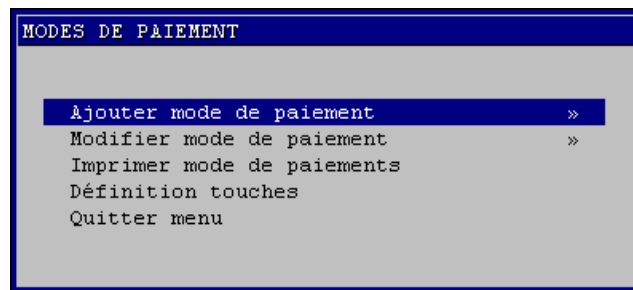 MODES DE PAIEMENT
Ajouter mode de paiement »
Modifier mode de paiement »
Imprimer mode de paiements
Définition touches
Quitter menu